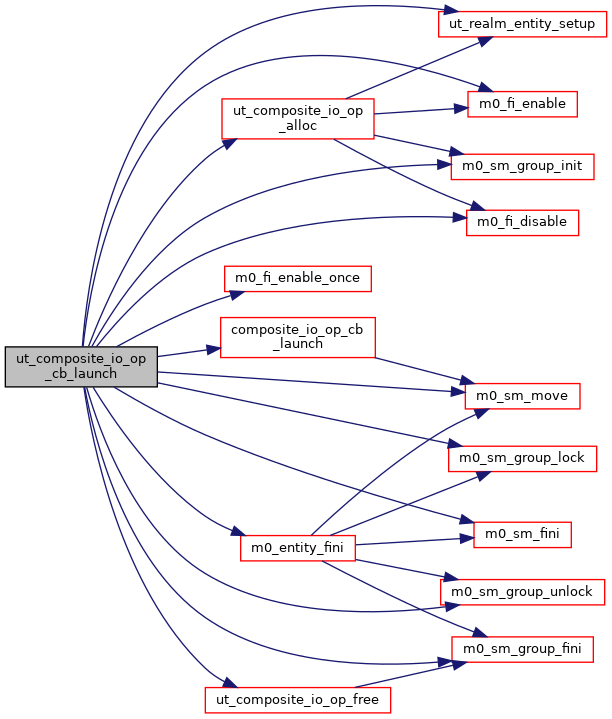 ut_realm_entity_setup
ut_composite_io_op
_alloc
m0_fi_enable
m0_sm_group_init
m0_fi_disable
m0_fi_enable_once
composite_io_op_cb
_launch
ut_composite_io_op
_cb_launch
m0_sm_move
m0_sm_group_lock
m0_sm_fini
m0_entity_fini
m0_sm_group_unlock
m0_sm_group_fini
ut_composite_io_op_free